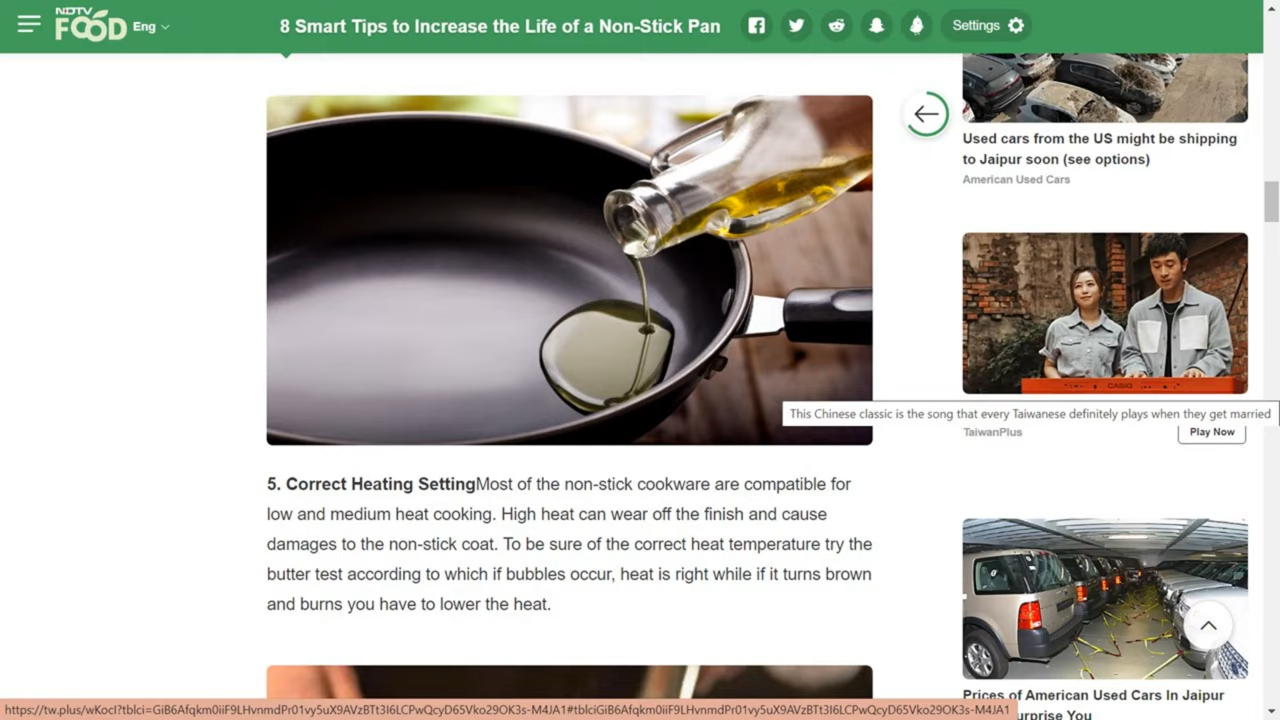 NDTV
FOOD
Eng
8 Smart Tips to Increase the Life of a Non-Stick Pan
Settings
Used cars from the US might be shipping
to Jaipur soon (see options)
American Used Cars
CASIO
This Chinese classic is the song that every Taiwanese definitely plays when they get married
TaiwanPlus
Play Now
5. Correct Heating SettingMost of the non-stick cookware are compatible for
low and medium heat cooking. High heat can wear off the finish and cause
damages to the non-stick coat. To be sure of the correct heat temperature try the
butter test according to which if bubbles occur, heat is right while if it turns brown
and burns you have to lower the heat.
Prices of American Used Cars In Jaipur
urprise You
https://tw.plus/wKocI?tblci=GiB6Afqkm0iiF9LHvnmdPr01vy5uX9AVzBTt3I6LCPwQcyD65Vko29OK3s-M4JA1#tblciGiB6Afqkm0iiF9LHvnmdPr01vy5uX9AVzBTt3I6LCPwQcyD65Vko29OK3s-M4JA1